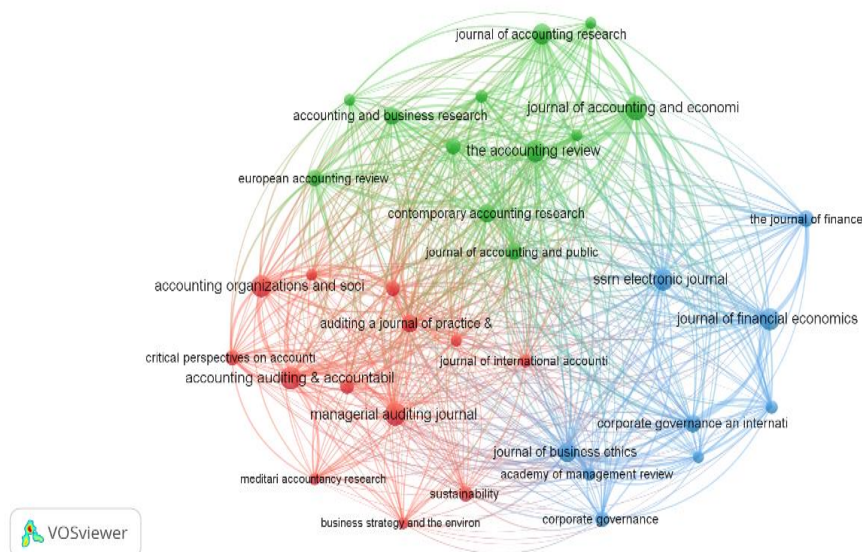 journal of accounting research
journal of accounting and economi
accounting and business research
the accounting review
european accounting review
contemporary accounting research
the journal of finance
journal of accounting and public
ssrn electronic journal
accounting organizations and soci
journal of financial economics
auditing a journal of practice &
critical perspectives on accounti
journal of international accounti
accounting auditing & accountabil
managerial auditing journal
corporate governance an internati
journal of business ethics
academy of management review
meditari accountancy research
sustainability
business strategy and the environ
corporate governance
VOSviewer